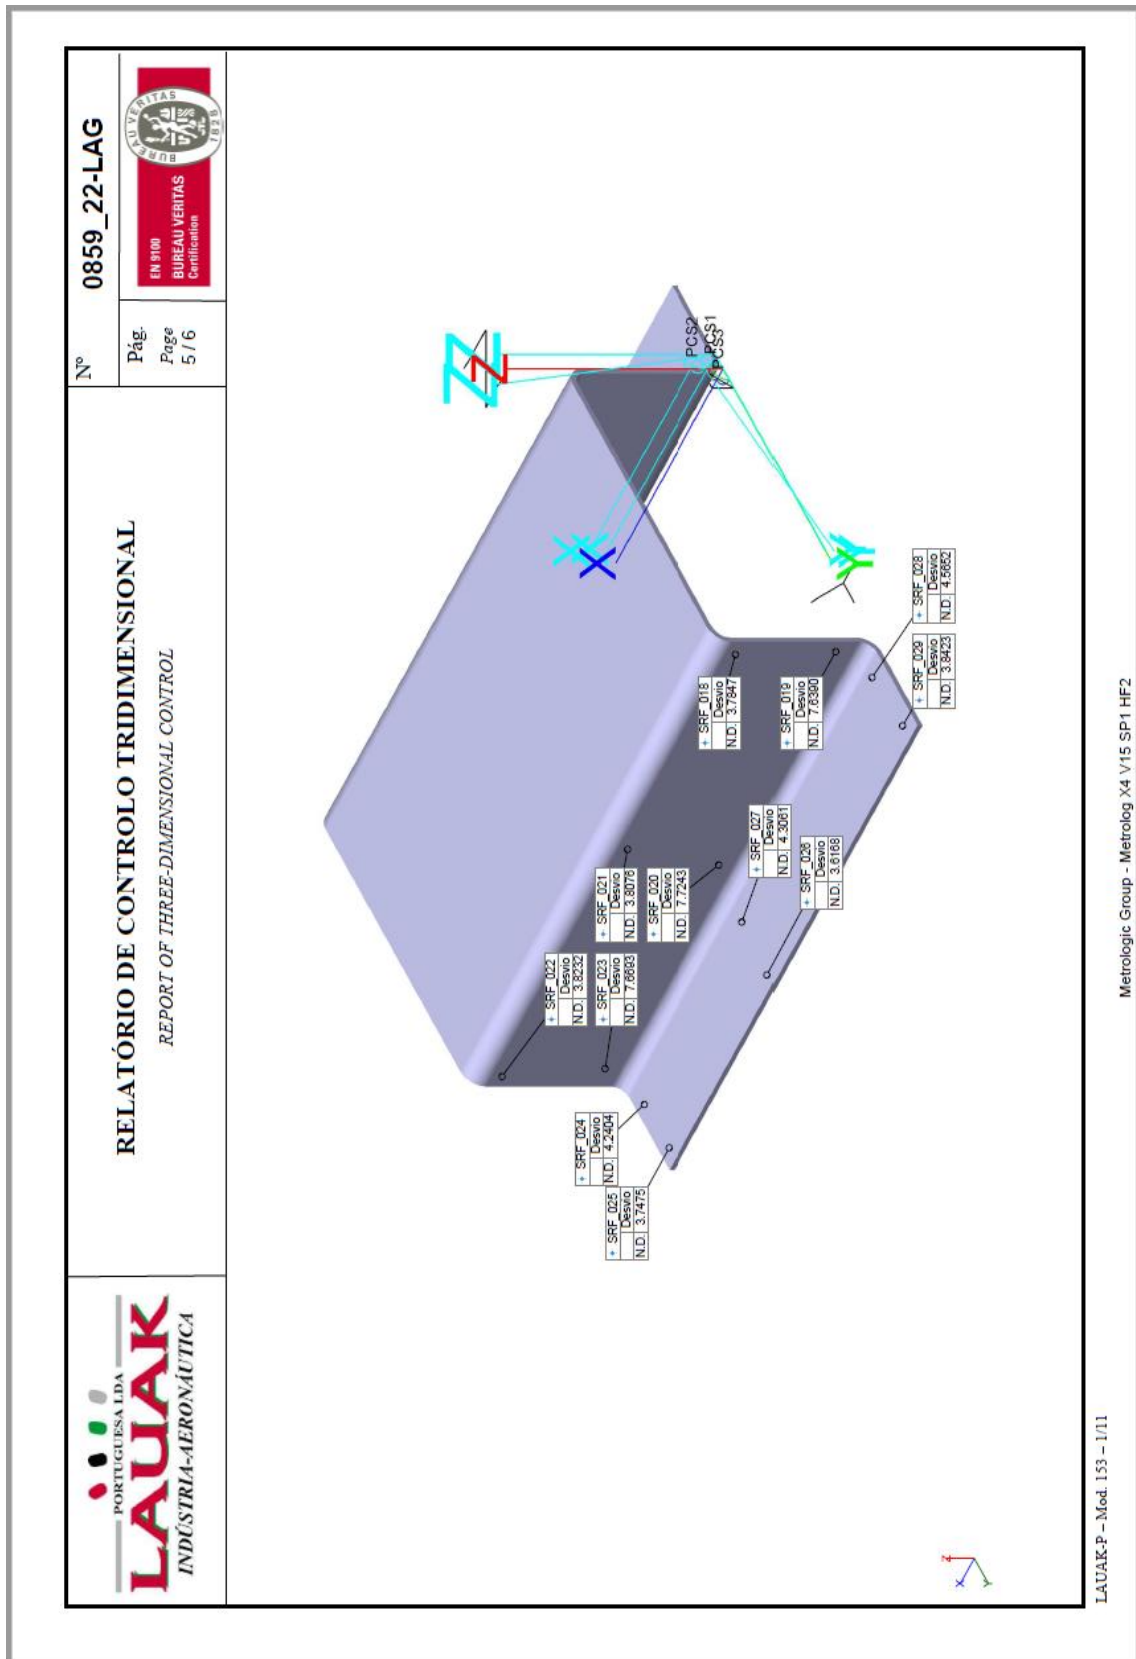 PORTUGUESA LDA
LAUAK
INDÚSTRIA-AERONÁUTICA
RELATÓRIO DE CONTROLO TRIDIMENSIONAL
REPORT OF THREE-DIMENSIONAL CONTROL
Nº
0859_22-LAG
Pág.
Page
5 / 6
EN 9100
BUREAU VERITAS
Certification
BUREAU VERITAS
1828
Z
Z
Z
PCS2
PCS1
PCS3
X
X
X
Y
Y
Y
+ SRF_022
Desvio
N.D. 3.8232
+ SRF_021
Desvio
N.D. 3.8076
+ SRF_023
Desvio
N.D. 7.6693
+ SRF_020
Desvio
N.D. 7.7243
+ SRF_018
Desvio
N.D. 3.7847
+ SRF_019
Desvio
N.D. 7.6390
+ SRF_024
Desvio
N.D. 4.2404
+ SRF_025
Desvio
N.D. 3.7475
+ SRF_027
Desvio
N.D. 4.3061
+ SRF_026
Desvio
N.D. 3.6168
+ SRF_029
Desvio
N.D. 3.8423
+ SRF_028
Desvio
N.D. 4.5652
Z
X
Y
LAUAK-P – Mod. 153 – 1/11
Metrologic Group - Metrolog X4 V15 SP1 HF2